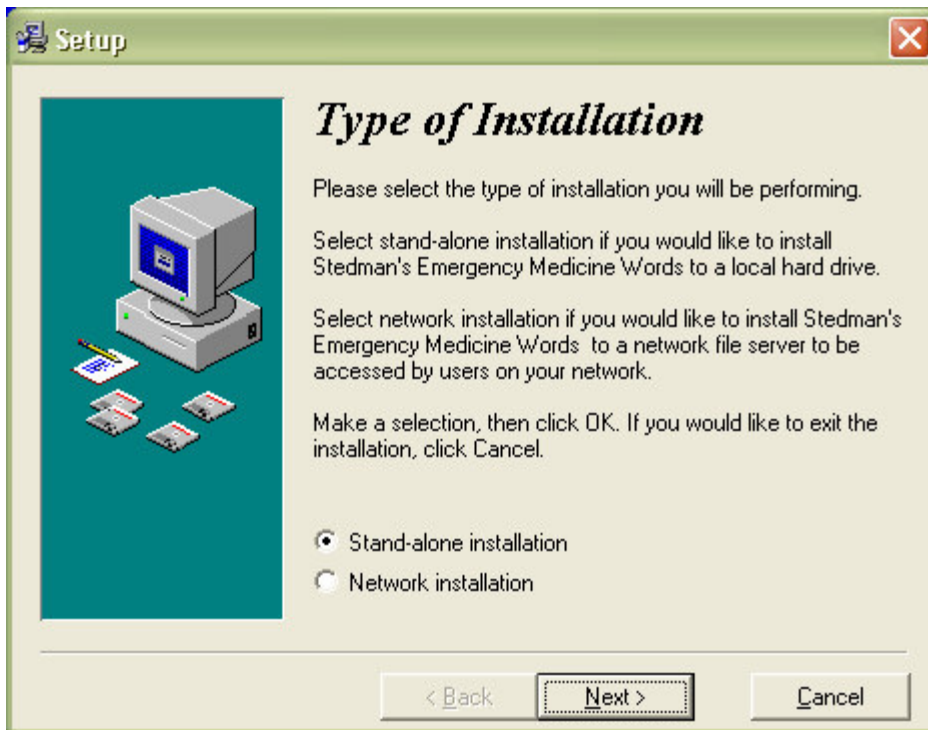 Setup
Type of Installation
Please select the type of installation you will be performing.
Select stand-alone installation if you would like to install
Stedman's Emergency Medicine Words to a local hard drive.
Select network installation if you would like to install Stedman's
Emergency Medicine Words  to a network file server to be
accessed by users on your network.
Make a selection, then click OK. If you would like to exit the
installation, click Cancel.
Stand-alone installation
Network installation
< Back
Next >
Cancel